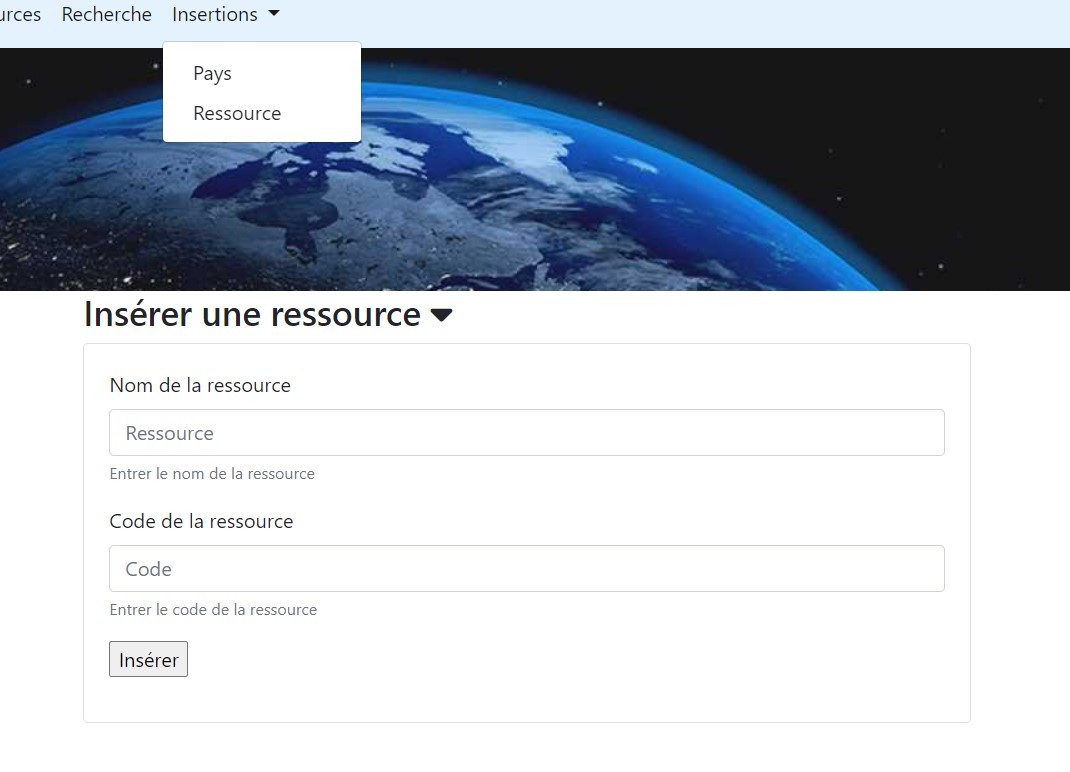 Recherche Insertions
Pays
Ressource
Insérer une ressource
Nom de la ressource
Ressource
Entrer le nom de la ressource
Code de la ressource
Code
Entrer le code de la ressource
Insérer